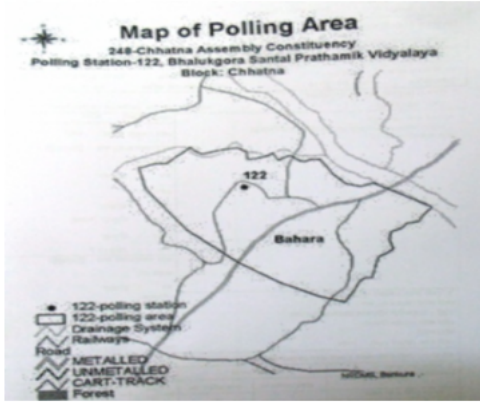 Map of Polling Area
248-Chhatna Assembly Constituency
Polling Station-122, Bhalukgora Santal Prathamik Vidyalaya
Block: Chhatna
122
Bahara
122-polling station
122-polling area
Drainage System
Railways
Road
METALLED
UNMETALLED
CART-TRACK
Forest
Bankura